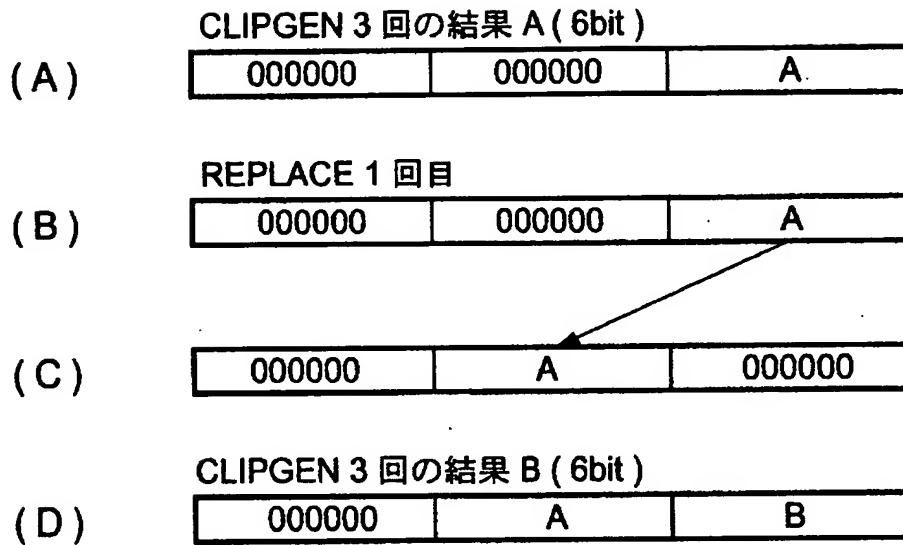 CLIPGEN 3 回の結果 A ( 6bit )
(A) 000000 000000 A
REPLACE 1 回目
(B) 000000 000000 A
(C) 000000 A 000000
CLIPGEN 3 回の結果 B ( 6bit )
(D) 000000 A B